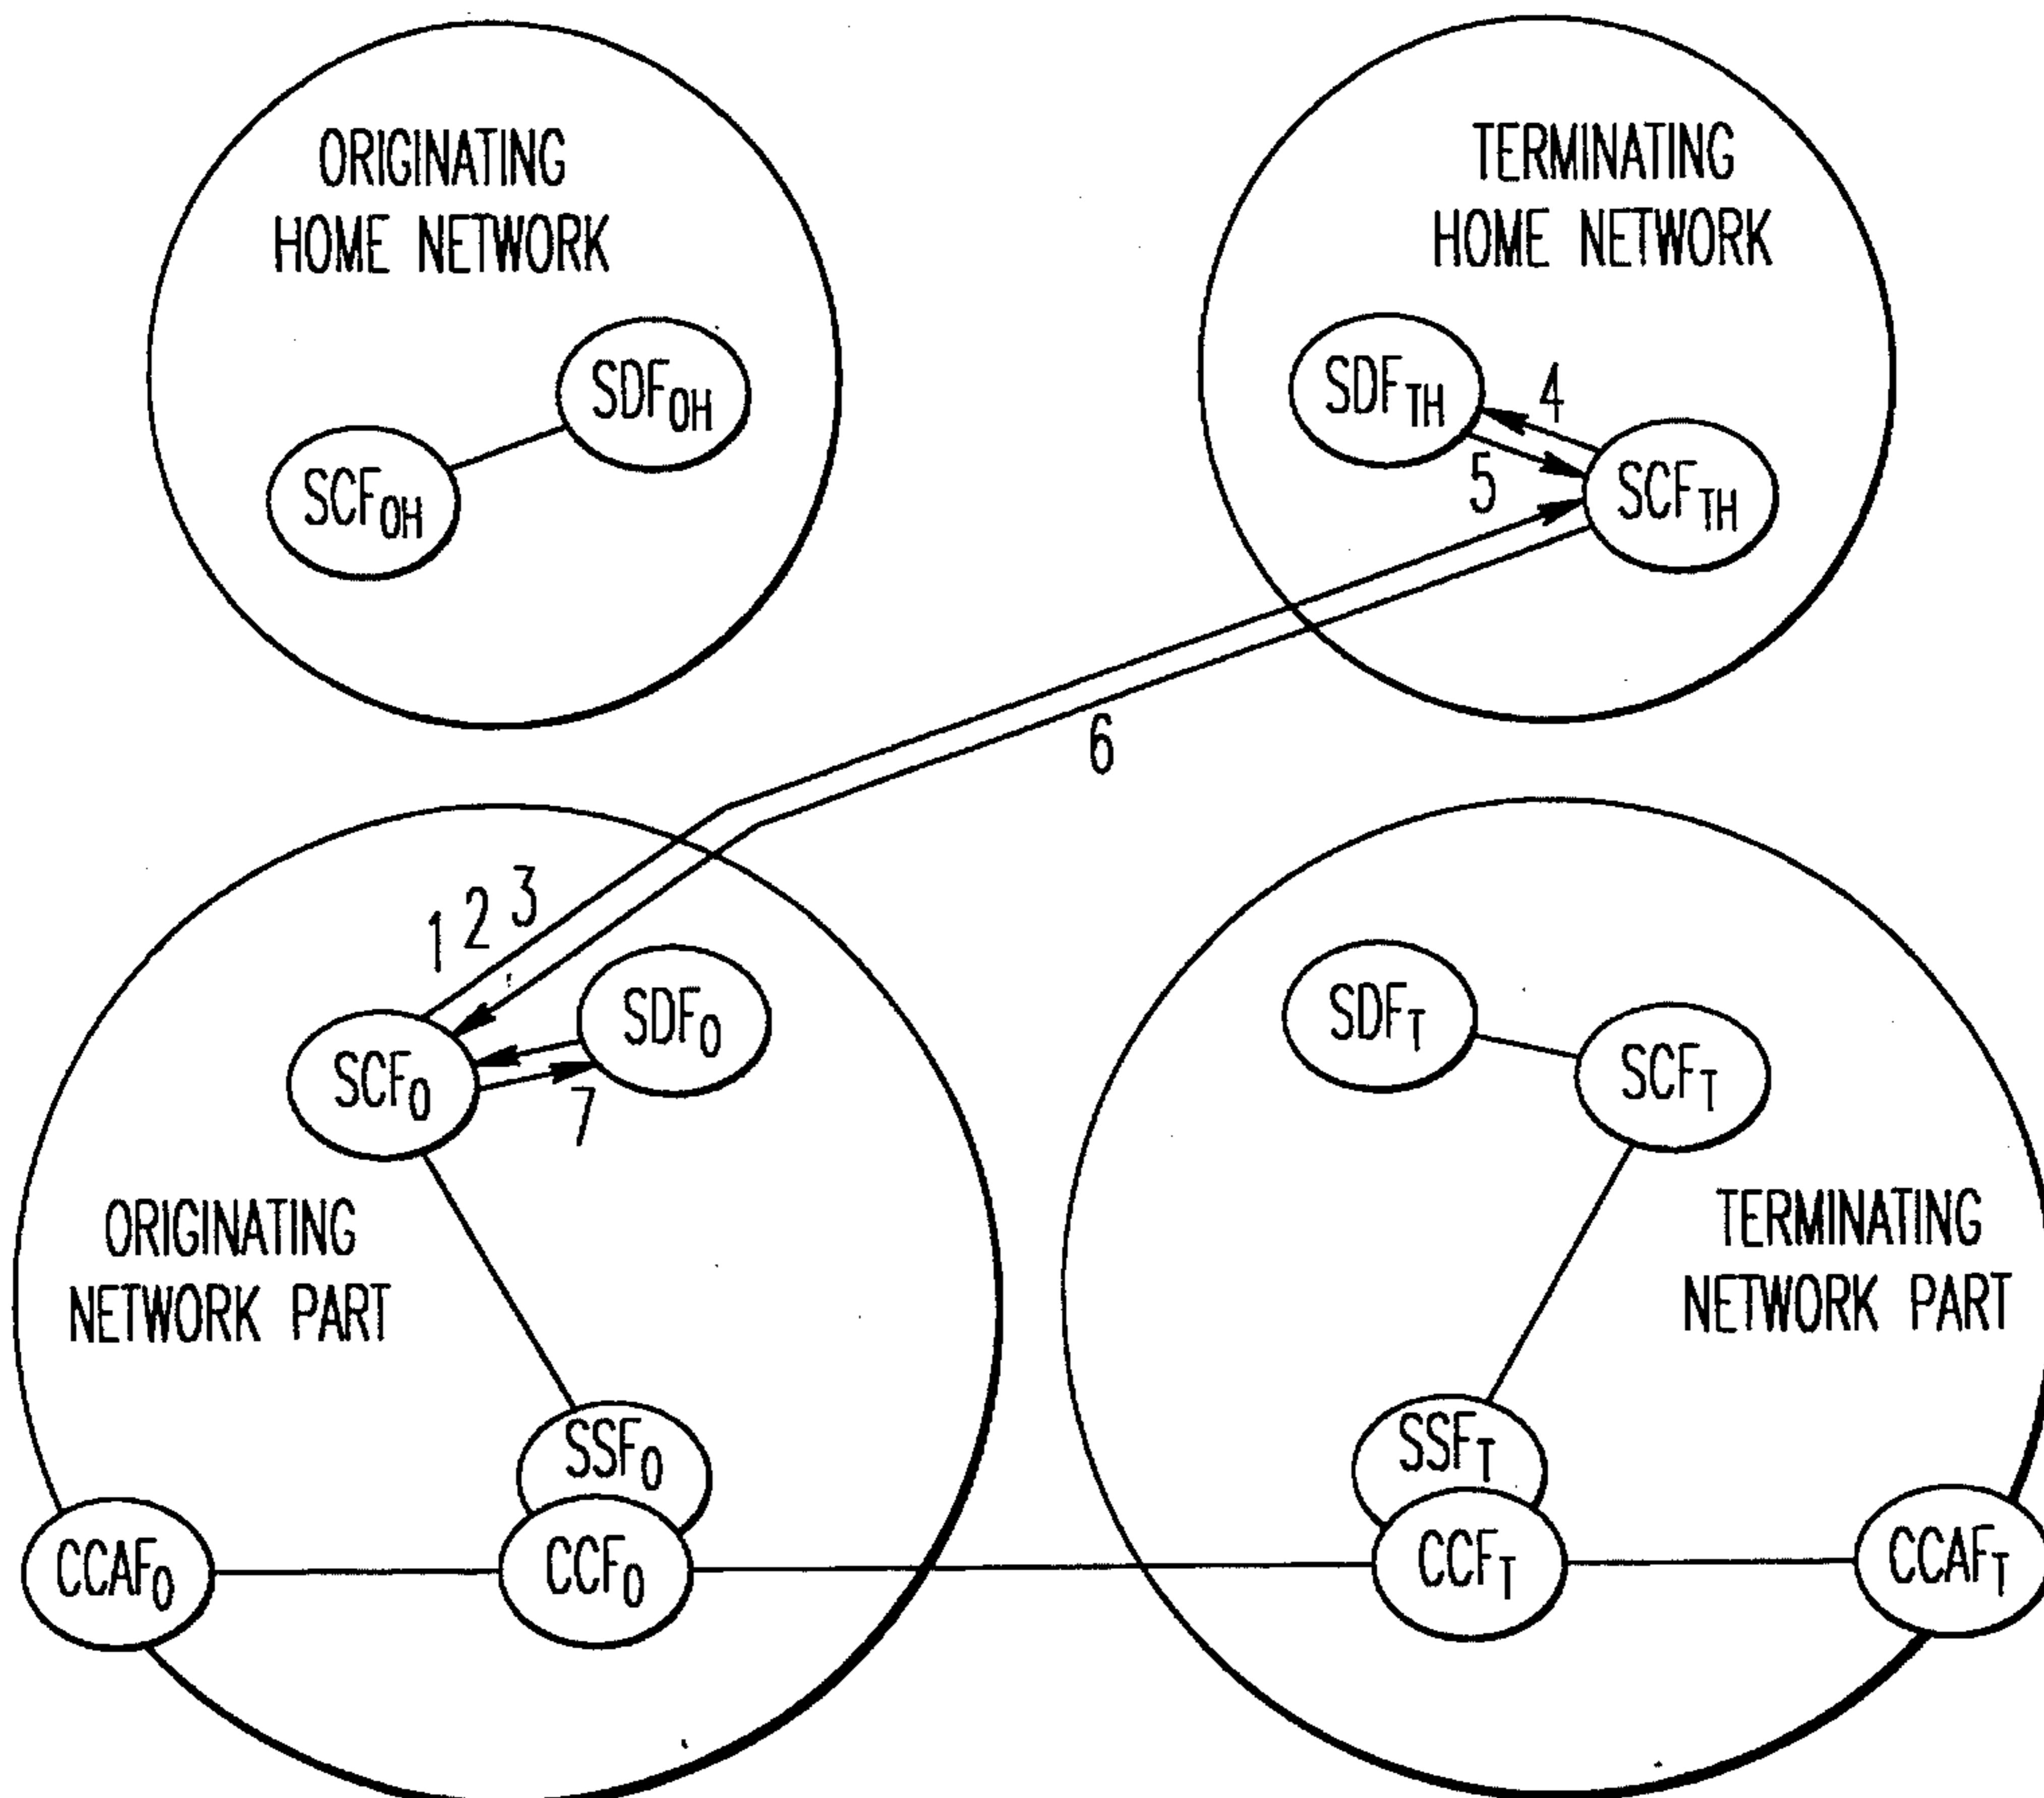 ORIGINATING
HOME NETWORK
SDF_OH
SCF_OH
TERMINATING
HOME NETWORK
SDF_TH
4
5
SCF_TH
6
1 2 3
SDF_O
SCF_O
7
ORIGINATING
NETWORK PART
SSF_O
CCAF_O
CCF_O
SDF_T
SCF_T
TERMINATING
NETWORK PART
SSF_T
CCF_T
CCAF_T